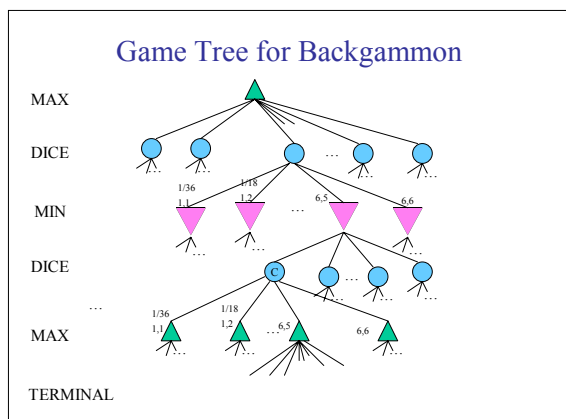 Game Tree for Backgammon
MAX
DICE
...
... ... ... ... ...
1/36 1/18
1,1 1,2 6,5 6,6
MIN
...
... ... ... ...
DICE
C
...
... ... ...
...
1/36 1/18
1,1 1,2 ... 6,5 6,6
MAX
... ... ...
TERMINAL